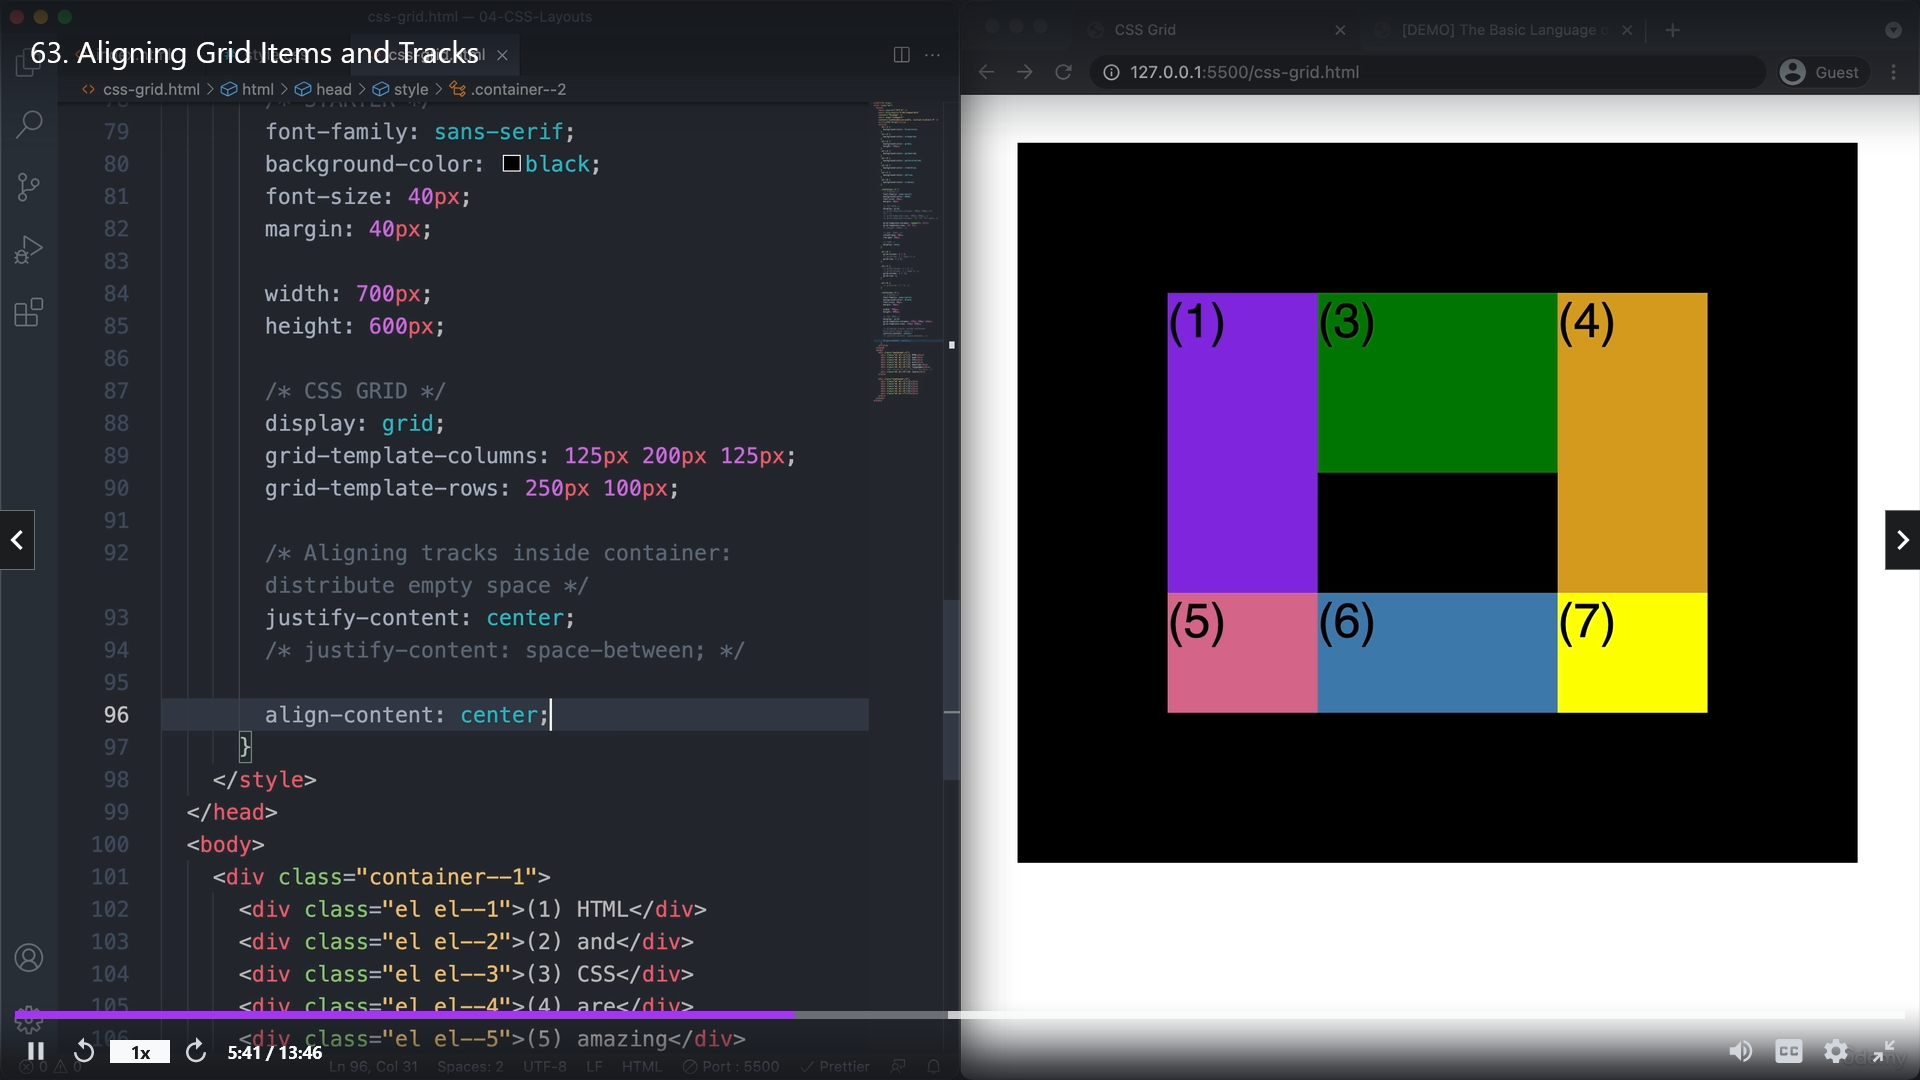 css-grid.html — 04-CSS-Layouts
63. Aligning Grid Items and Tracks
css-grid.html > html > head > style > .container--2
/* STARTER */
79 font-family: sans-serif;
80 background-color: black;
81 font-size: 40px;
82 margin: 40px;
83
84 width: 700px;
85 height: 600px;
86
87 /* CSS GRID */
88 display: grid;
89 grid-template-columns: 125px 200px 125px;
90 grid-template-rows: 250px 100px;
91
92 /* Aligning tracks inside container:
distribute empty space */
93 justify-content: center;
94 /* justify-content: space-between; */
95
96 align-content: center;
97 }
98 </style>
99 </head>
100 <body>
101 <div class="container--1">
102 <div class="el el--1">(1) HTML</div>
103 <div class="el el--2">(2) and</div>
104 <div class="el el--3">(3) CSS</div>
105 <div class="el el--4">(4) are</div>
106 <div class="el el--5">(5) amazing</div>
1x 5:41 / 13:46
Ln 96, Col 31 Spaces: 2 UTF-8 LF HTML Port : 5500 Prettier
CSS Grid
[DEMO] The Basic Language o
127.0.0.1:5500/css-grid.html
Guest
(1) (3) (4)
(5) (6) (7)
CC
udemy